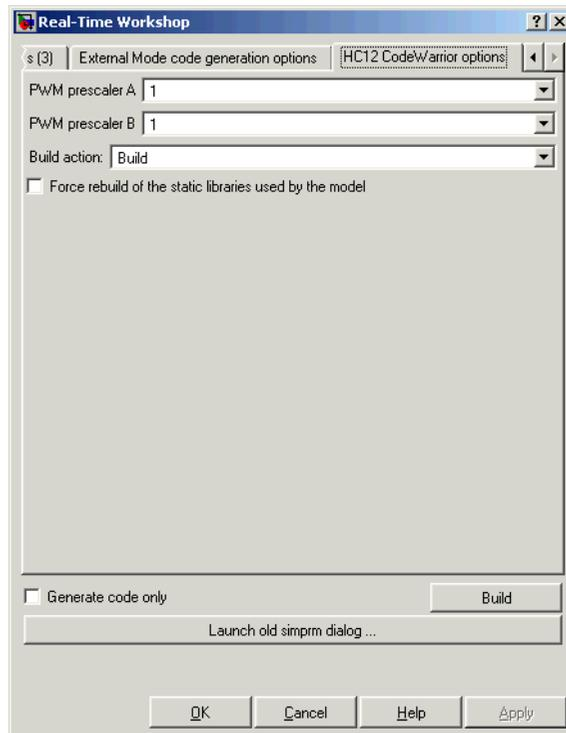 Real-Time Workshop
s (3) External Mode code generation options HC12 CodeWarrior options
PWM prescaler A 1
PWM prescaler B 1
Build action: Build
Force rebuild of the static libraries used by the model
Generate code only Build
Launch old simprm dialog ...
OK Cancel Help Apply